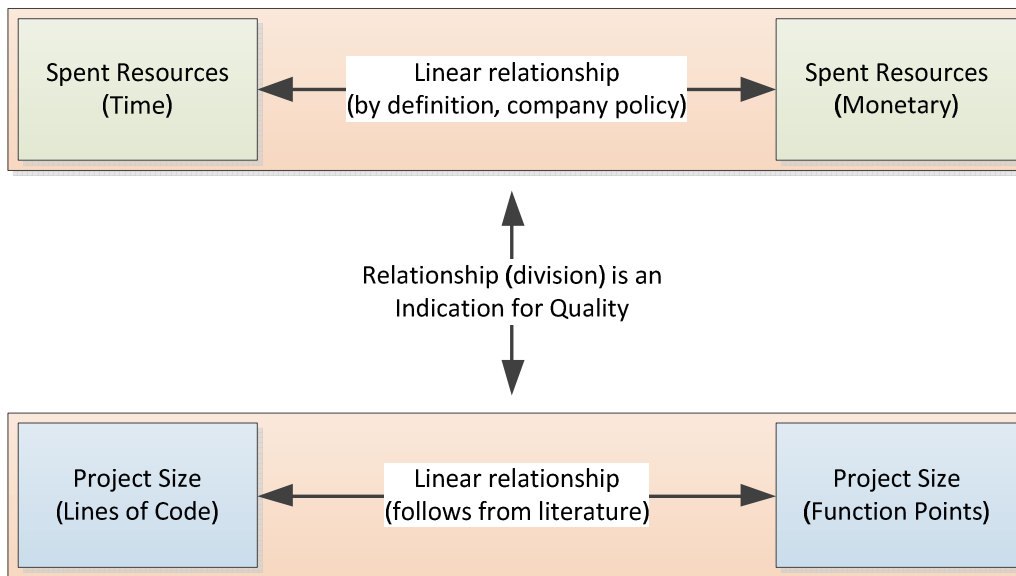 Spent Resources
(Time)
Linear relationship
(by definition, company policy)
Spent Resources
(Monetary)
Relationship (division) is an
Indication for Quality
Project Size
(Lines of Code)
Linear relationship
(follows from literature)
Project Size
(Function Points)